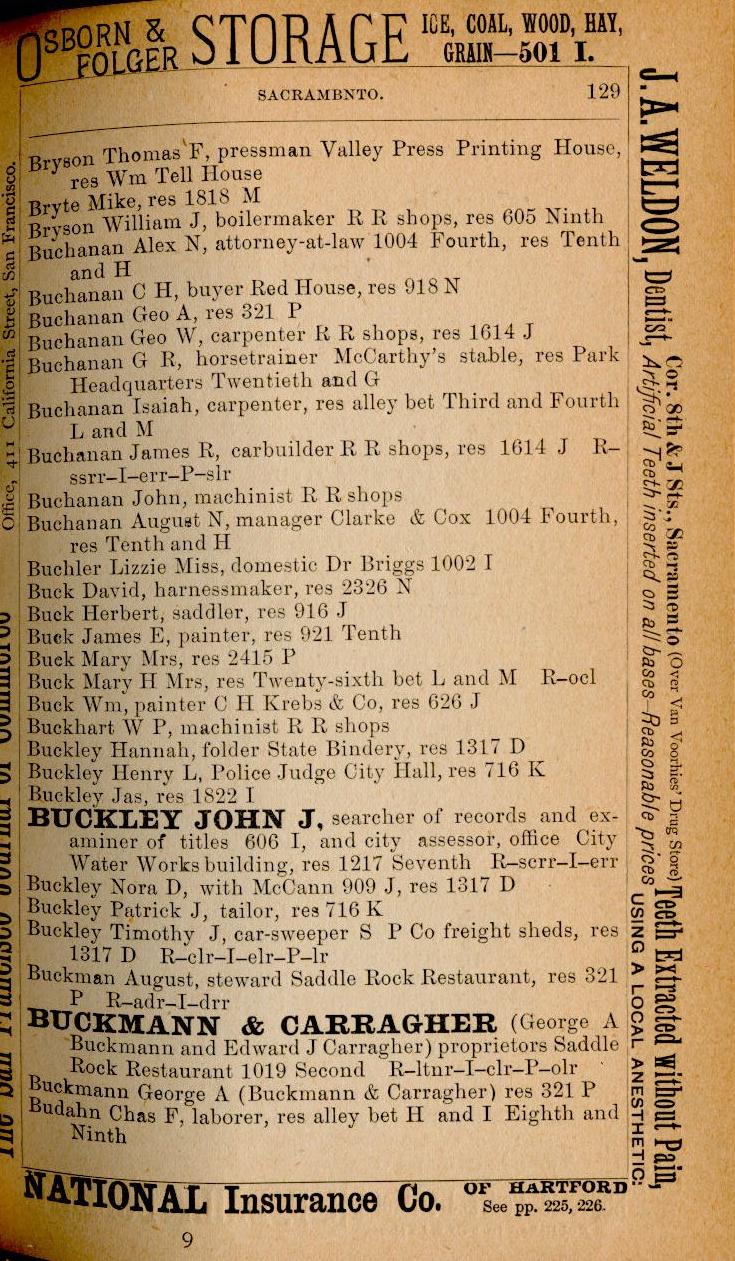 OSBORN & FOLGER STORAGE ICE, COAL, WOOD, HAY,
GRAIN—501 I.
SACRAMENTO. 129
Bryson Thomas F, pressman Valley Press Printing House,
res Wm Tell House
Bryte Mike, res 1818 M
Bryson William J, boilermaker R R shops, res 605 Ninth
Buchanan Alex N, attorney-at-law 1004 Fourth, res Tenth
and H
Buchanan C H, buyer Red House, res 918 N
Buchanan Geo A, res 321 P
Buchanan Geo W, carpenter R R shops, res 1614 J
Buchanan G R, horsetrainer McCarthy's stable, res Park
Headquarters Twentieth and G
Buchanan Isaiah, carpenter, res alley bet Third and Fourth
L and M
Buchanan James R, carbuilder R R shops, res 1614 J R–
ssrr–I–err–P–slr
Buchanan John, machinist R R shops
Buchanan August N, manager Clarke & Cox 1004 Fourth,
res Tenth and H
Buchler Lizzie Miss, domestic Dr Briggs 1002 I
Buck David, harnessmaker, res 2326 N
Buck Herbert, saddler, res 916 J
Buck James E, painter, res 921 Tenth
Buck Mary Mrs, res 2415 P
Buck Mary H Mrs, res Twenty-sixth bet L and M R–ocl
Buck Wm, painter C H Krebs & Co, res 626 J
Buckhart W P, machinist R R shops
Buckley Hannah, folder State Bindery, res 1317 D
Buckley Henry L, Police Judge City Hall, res 716 K
Buckley Jas, res 1822 I
BUCKLEY JOHN J, searcher of records and ex-
aminer of titles 606 I, and city assessor, office City
Water Works building, res 1217 Seventh R–scrr–I–err
Buckley Nora D, with McCann 909 J, res 1317 D
Buckley Patrick J, tailor, res 716 K
Buckley Timothy J, car-sweeper S P Co freight sheds, res
1317 D R–clr–I–elr–P–lr
Buckman August, steward Saddle Rock Restaurant, res 321
P R–adr–I–drr
BUCKMANN & CARRAGHER (George A
Buckmann and Edward J Carragher) proprietors Saddle
Rock Restaurant 1019 Second R–ltnr–I–clr–P–olr
Buckmann George A (Buckmann & Carragher) res 321 P
Budahn Chas F, laborer, res alley bet H and I Eighth and
Ninth
NATIONAL Insurance Co. OF HARTFORD
See pp. 225, 226.
9
J. A. WELDON, Dentist, Cor. 8th & J Sts., Sacramento (Over Van Voorhies' Drug Store) Teeth Extracted without Pain,
Artificial Teeth inserted on all bases—Reasonable prices USING A LOCAL ANESTHETIC.
Office, 411 California Street, San Francisco.
The San Francisco Journal of Commerce